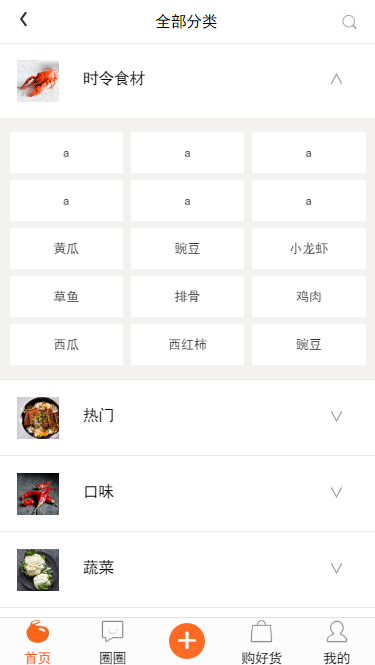 全部分类
时令食材
a a a
a a a
黄瓜 豌豆 小龙虾
草鱼 排骨 鸡肉
西瓜 西红柿 豌豆
热门
口味
蔬菜
首页 圈圈 购好货 我的